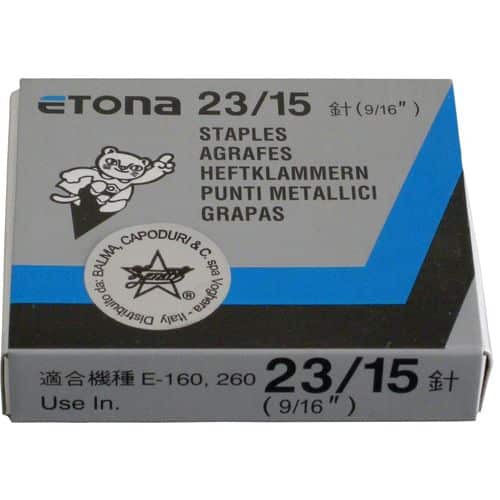 ETONA 23/15 針 (9/16")
STAPLES
AGRAFES
HEFTKLAMMERN
PUNTI METALLICI
GRAPAS
Distribuito da: BALMA, CAPODURI & C. spa Voghera - Italy
®
適合機種 E-160, 260 23/15 針
Use In. (9/16")